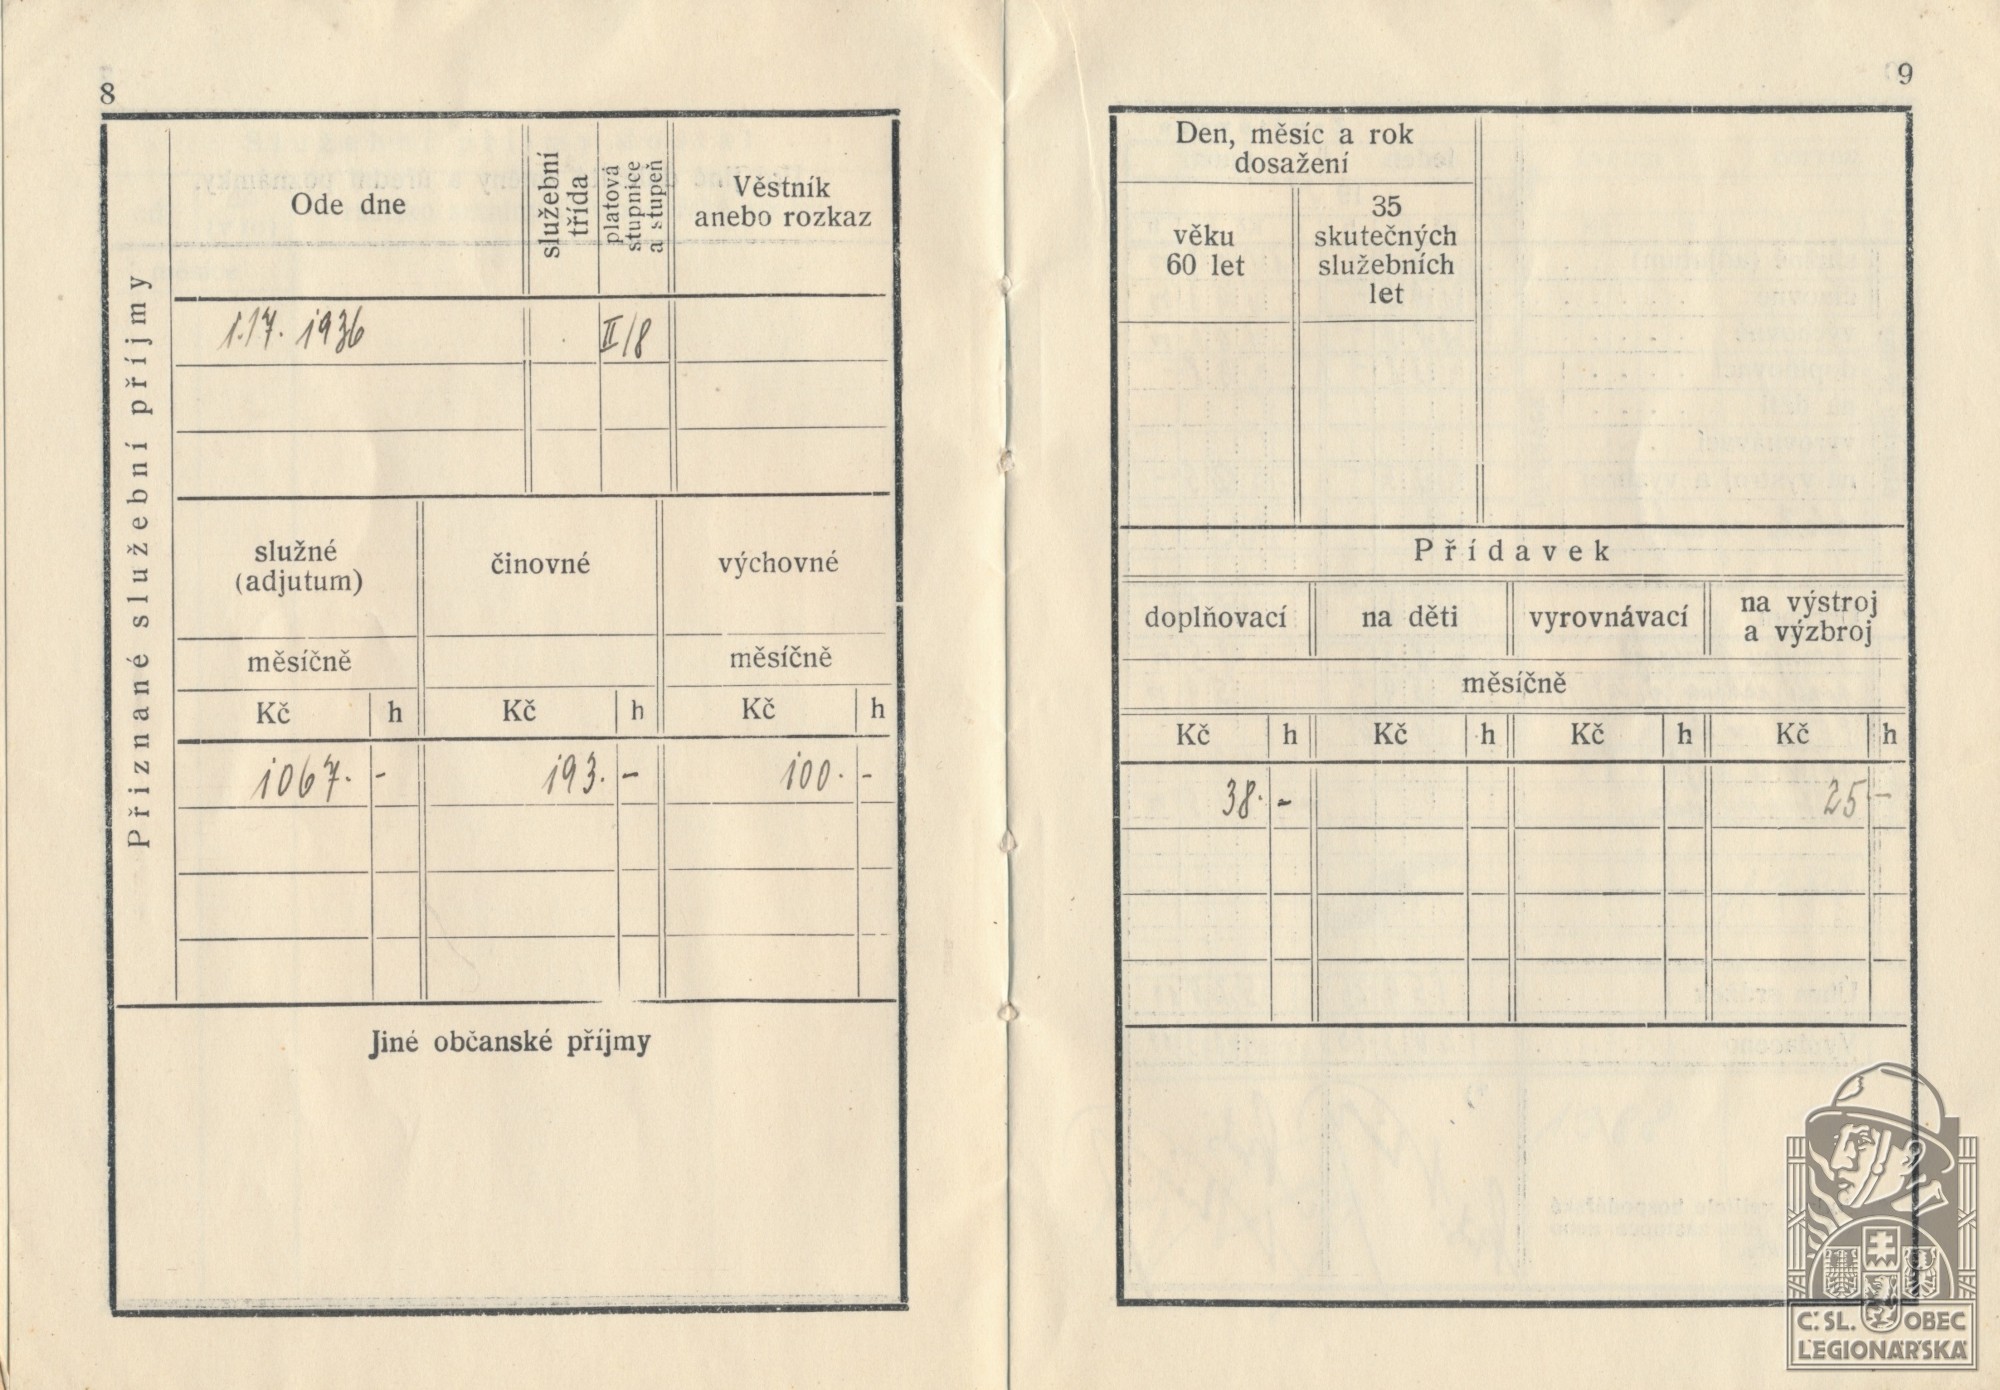 8
Přiznané služební příjmy
Ode dne
služební
třída
platová
stupnice
a stupeň
Věstník
anebo rozkaz
1936
II/8
služné
(adjutum)
činovné
výchovné
měsíčně
měsíčně
Kč h Kč h Kč h
1067.- 193.- 100.-
Jiné občanské příjmy
9
Den, měsíc a rok
dosažení
věku
60 let
35
skutečných
služebních
let
Přídavek
doplňovací na děti vyrovnávací na výstroj
a výzbroj
měsíčně
Kč h Kč h Kč h Kč h
38.- 25-
Č. SL. OBEC
LEGIONÁŘSKÁ